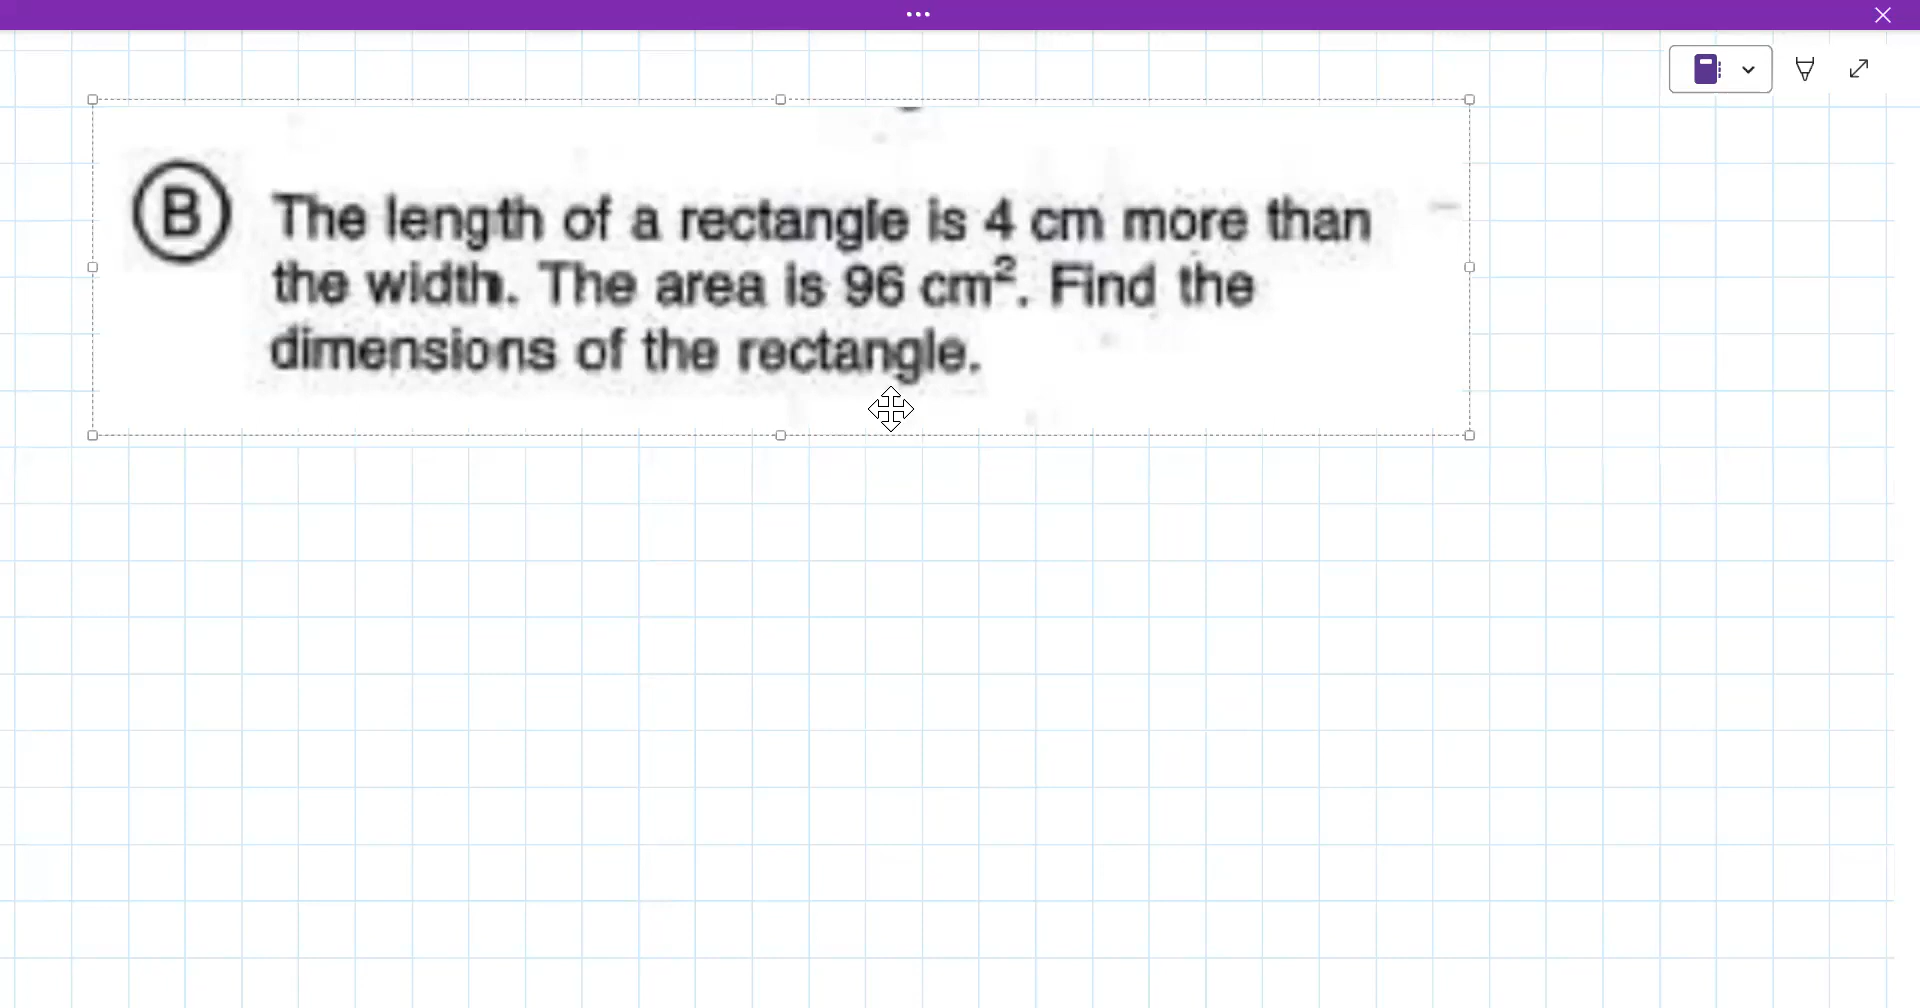 B The length of a rectangle is 4 cm more than
the width. The area is 96 cm². Find the
dimensions of the rectangle.